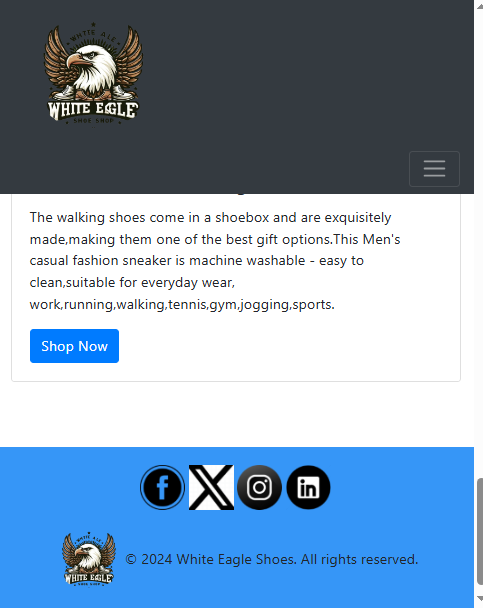 WHITE EAGLE
SHOE SHOP
The walking shoes come in a shoebox and are exquisitely
made,making them one of the best gift options.This Men's
casual fashion sneaker is machine washable - easy to
clean,suitable for everyday wear,
work,running,walking,tennis,gym,jogging,sports.
Shop Now
f
X
in
WHITE EAGLE
© 2024 White Eagle Shoes. All rights reserved.